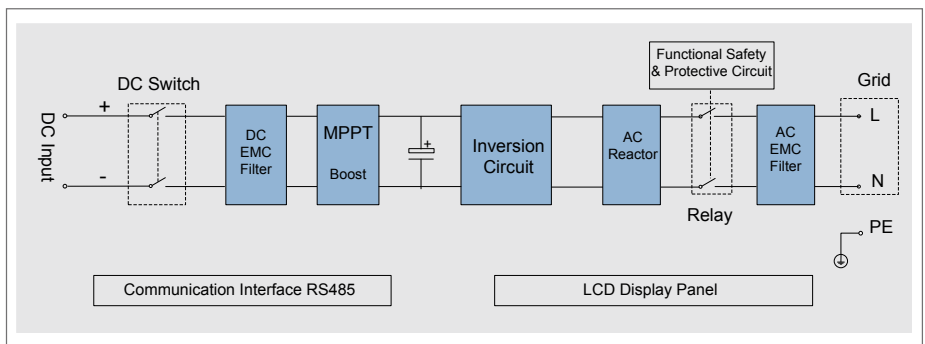 Functional Safety
& Protective Circuit
DC Switch
Grid
DC Input
+
-
DC
EMC
Filter
MPPT
Boost
+
Inversion
Circuit
AC
Reactor
Relay
AC
EMC
Filter
L
N
PE
Communication Interface RS485
LCD Display Panel